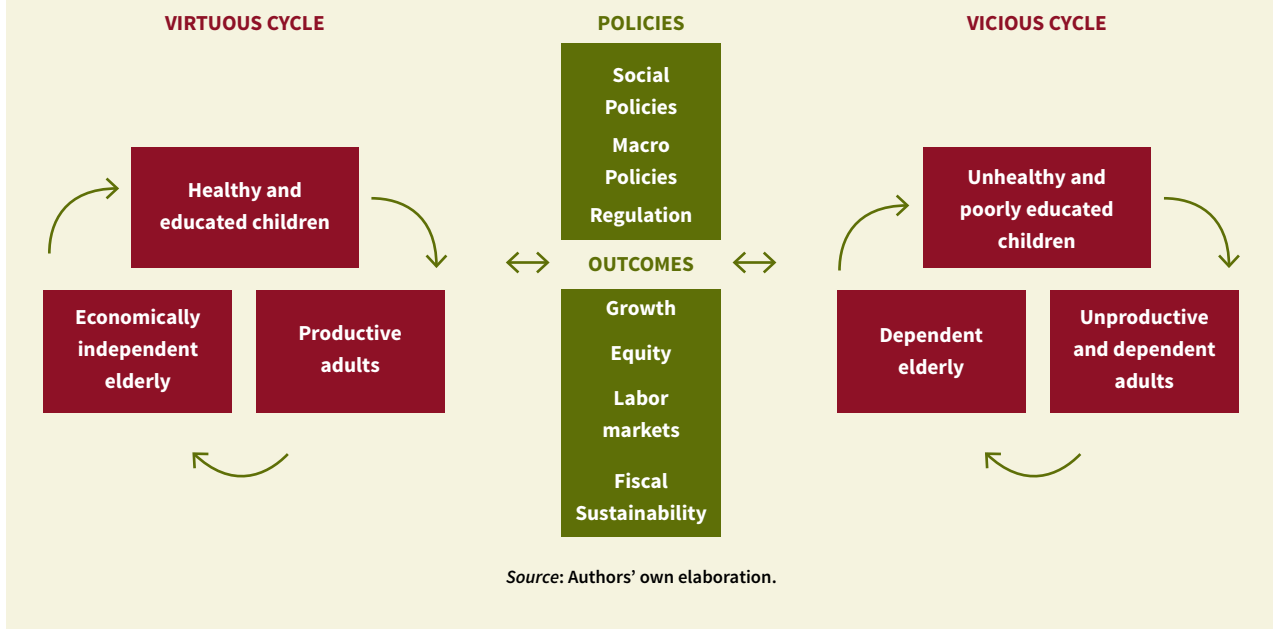 VIRTUOUS CYCLE
Healthy and
educated children
Economically
independent
elderly
Productive
adults
POLICIES
Social
Policies
Macro
Policies
Regulation
OUTCOMES
Growth
Equity
Labor
markets
Fiscal
Sustainability
VICIOUS CYCLE
Unhealthy and
poorly educated
children
Dependent
elderly
Unproductive
and dependent
adults
Source: Authors’ own elaboration.